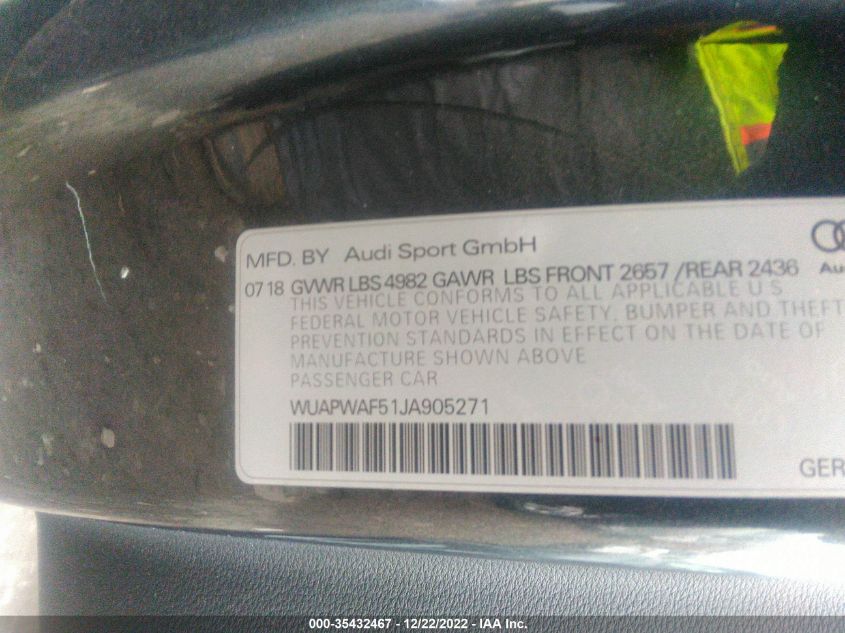 MFD. BY Audi Sport GmbH
07 18 GVWR LBS 4982 GAWR LBS FRONT 2657 /REAR 2436
THIS VEHICLE CONFORMS TO ALL APPLICABLE U S
FEDERAL MOTOR VEHICLE SAFETY, BUMPER AND THEFT
PREVENTION STANDARDS IN EFFECT ON THE DATE OF
MANUFACTURE SHOWN ABOVE
PASSENGER CAR
WUAPWAF51JA905271
000-35432467 - 12/22/2022 - IAA Inc.